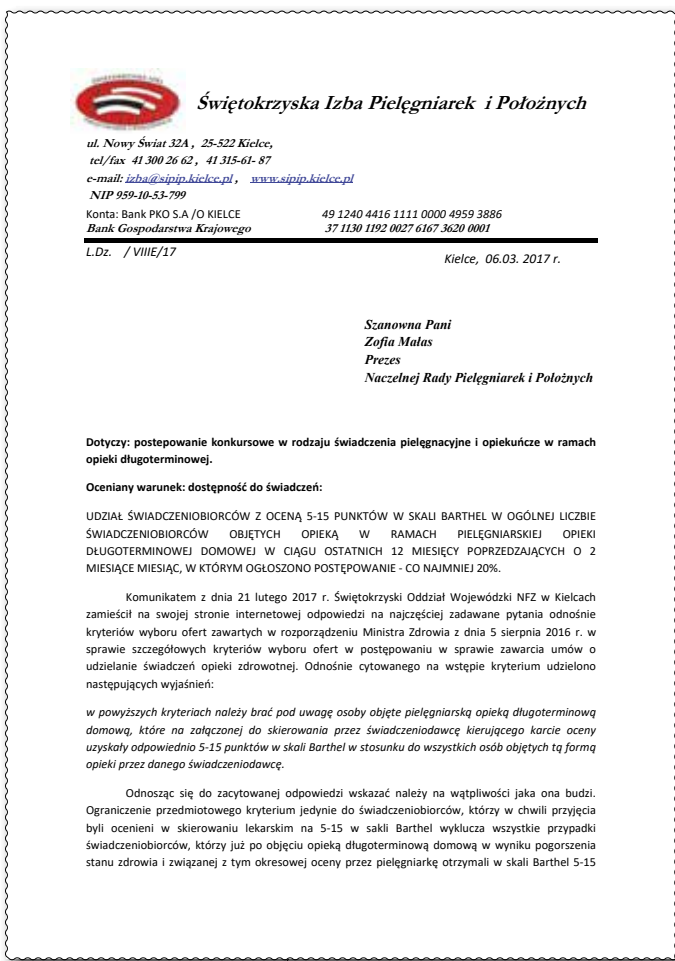 Świętokrzyska Izba Pielęgniarek i Położnych
ul. Nowy Świat 32A , 25-522 Kielce,
tel/fax 41 300 26 62 , 41 315-61- 87
e-mail: izba@sipip.kielce.pl , www.sipip.kielce.pl
NIP 959-10-53-799
Konta: Bank PKO S.A /O KIELCE 49 1240 4416 1111 0000 4959 3886
Bank Gospodarstwa Krajowego 37 1130 1192 0027 6167 3620 0001
L.Dz. / VIIIE/17
Kielce, 06.03. 2017 r.
Szanowna Pani
Zofia Małas
Prezes
Naczelnej Rady Pielęgniarek i Położnych
Dotyczy: postepowanie konkursowe w rodzaju świadczenia pielęgnacyjne i opiekuńcze w ramach
opieki długoterminowej.
Oceniany warunek: dostępność do świadczeń:
UDZIAŁ ŚWIADCZENIOBIORCÓW Z OCENĄ 5-15 PUNKTÓW W SKALI BARTHEL W OGÓLNEJ LICZBIE
ŚWIADCZENIOBIORCÓW OBJĘTYCH OPIEKĄ W RAMACH PIELĘGNIARSKIEJ OPIEKI
DŁUGOTERMINOWEJ DOMOWEJ W CIĄGU OSTATNICH 12 MIESIĘCY POPRZEDZAJĄCYCH O 2
MIESIĄCE MIESIĄC, W KTÓRYM OGŁOSZONO POSTĘPOWANIE - CO NAJMNIEJ 20%.
Komunikatem z dnia 21 lutego 2017 r. Świętokrzyski Oddział Wojewódzki NFZ w Kielcach
zamieścił na swojej stronie internetowej odpowiedzi na najczęściej zadawane pytania odnośnie
kryteriów wyboru ofert zawartych w rozporządzeniu Ministra Zdrowia z dnia 5 sierpnia 2016 r. w
sprawie szczegółowych kryteriów wyboru ofert w postępowaniu w sprawie zawarcia umów o
udzielanie świadczeń opieki zdrowotnej. Odnośnie cytowanego na wstępie kryterium udzielono
następujących wyjaśnień:
w powyższych kryteriach należy brać pod uwagę osoby objęte pielęgniarską opieką długoterminową
domową, które na załączonej do skierowania przez świadczeniodawcę kierującego karcie oceny
uzyskały odpowiednio 5-15 punktów w skali Barthel w stosunku do wszystkich osób objętych tą formą
opieki przez danego świadczeniodawcę.
Odnosząc się do zacytowanej odpowiedzi wskazać należy na wątpliwości jaka ona budzi.
Ograniczenie przedmiotowego kryterium jedynie do świadczeniobiorców, którzy w chwili przyjęcia
byli ocenieni w skierowaniu lekarskim na 5-15 w sakli Barthel wyklucza wszystkie przypadki
świadczeniobiorców, którzy już po objęciu opieką długoterminową domową w wyniku pogorszenia
stanu zdrowia i związanej z tym okresowej oceny przez pielęgniarkę otrzymali w skali Barthel 5-15